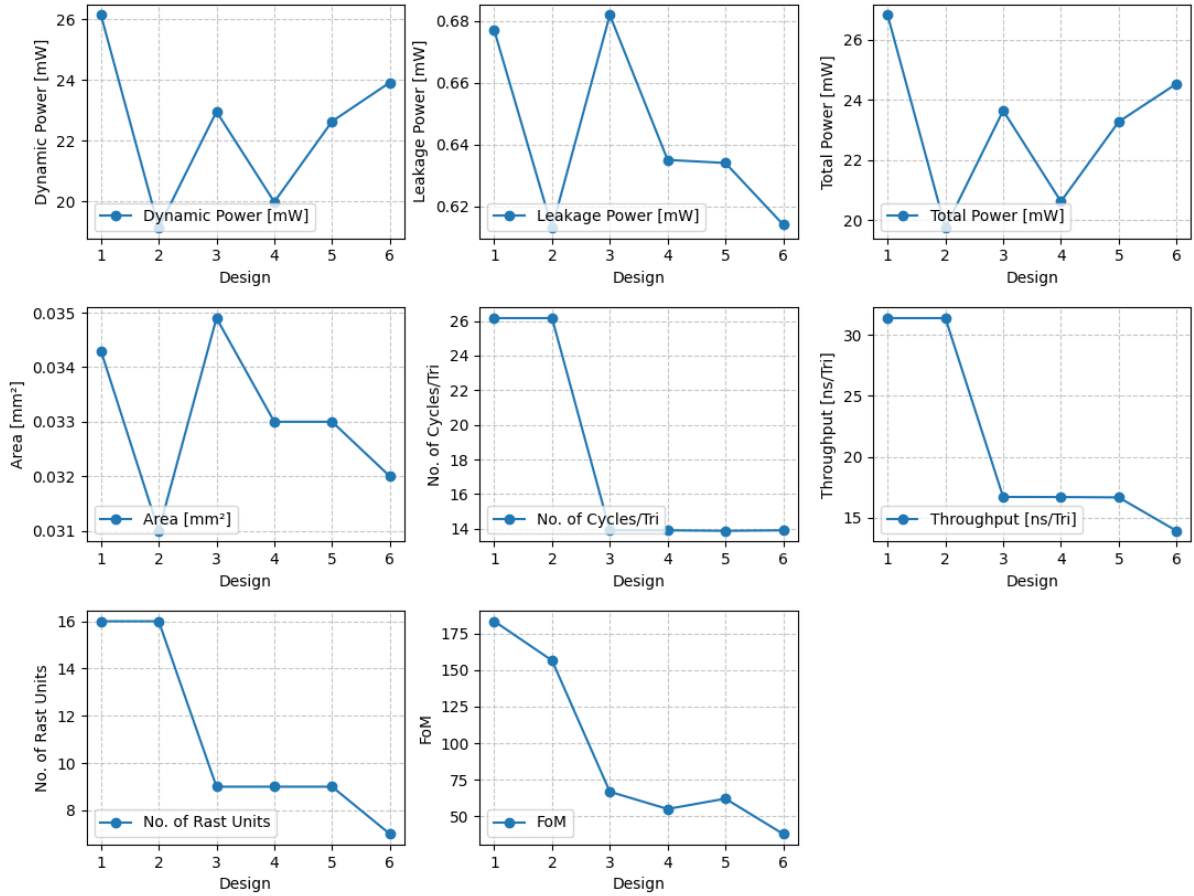 Dynamic Power [mW]
26
24
22
20
Dynamic Power [mW]
1 2 3 4 5 6
Design
Leakage Power [mW]
0.68
0.66
0.64
0.62
Leakage Power [mW]
1 2 3 4 5 6
Design
Total Power [mW]
26
24
22
20
Total Power [mW]
1 2 3 4 5 6
Design
Area [mm²]
0.035
0.034
0.033
0.032
0.031
Area [mm²]
1 2 3 4 5 6
Design
No. of Cycles/Tri
26
24
22
20
18
16
14
No. of Cycles/Tri
1 2 3 4 5 6
Design
Throughput [ns/Tri]
30
25
20
15
Throughput [ns/Tri]
1 2 3 4 5 6
Design
No. of Rast Units
16
14
12
10
8
No. of Rast Units
1 2 3 4 5 6
Design
FoM
175
150
125
100
75
50
FoM
1 2 3 4 5 6
Design